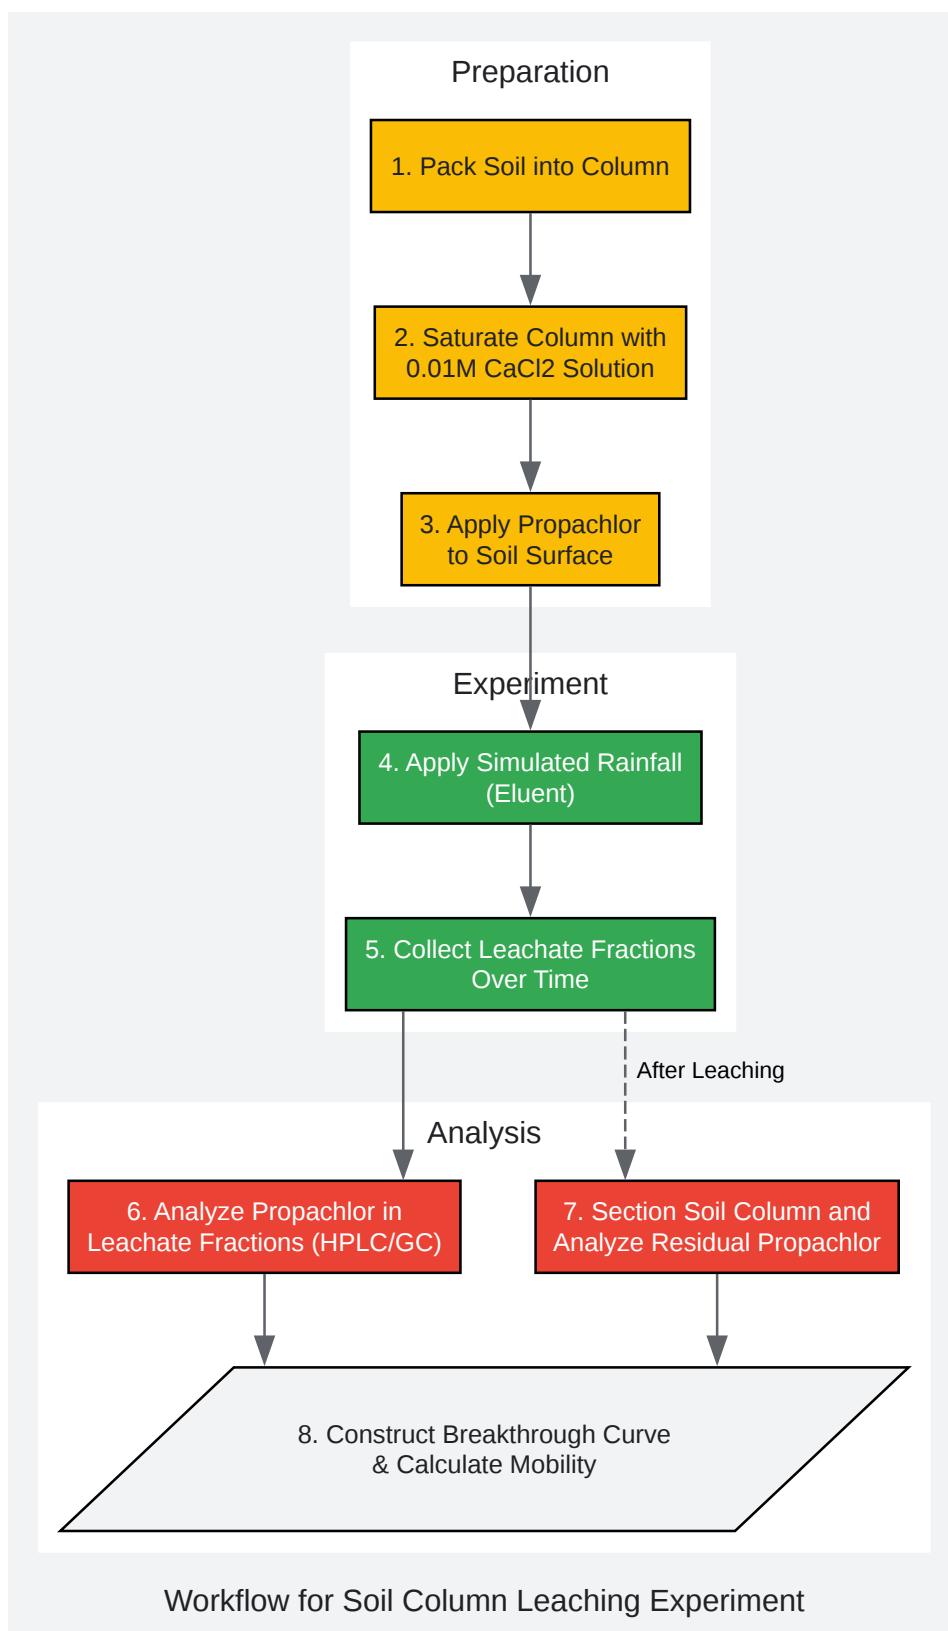 Preparation
1. Pack Soil into Column
2. Saturate Column with
0.01M CaCl2 Solution
3. Apply Propachlor
to Soil Surface
Experiment
4. Apply Simulated Rainfall
(Eluent)
5. Collect Leachate Fractions
Over Time
After Leaching
Analysis
6. Analyze Propachlor in
Leachate Fractions (HPLC/GC)
7. Section Soil Column and
Analyze Residual Propachlor
8. Construct Breakthrough Curve
& Calculate Mobility
Workflow for Soil Column Leaching Experiment